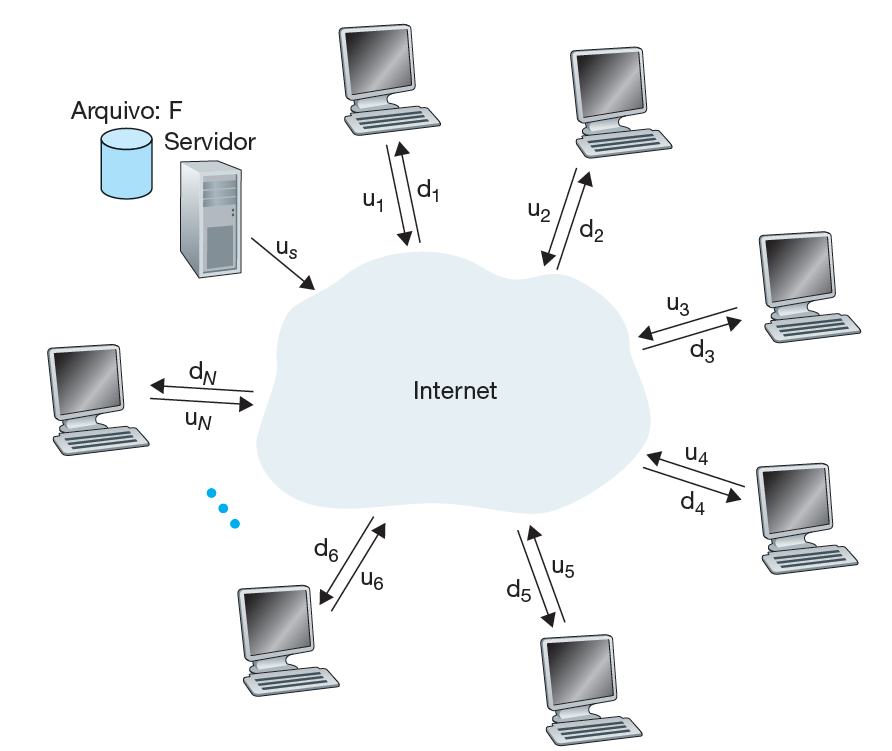 Arquivo: F
Servidor
u1
d1
u2
d2
us
u3
d3
Internet
dN
uN
u4
d4
d6
u6
u5
d5